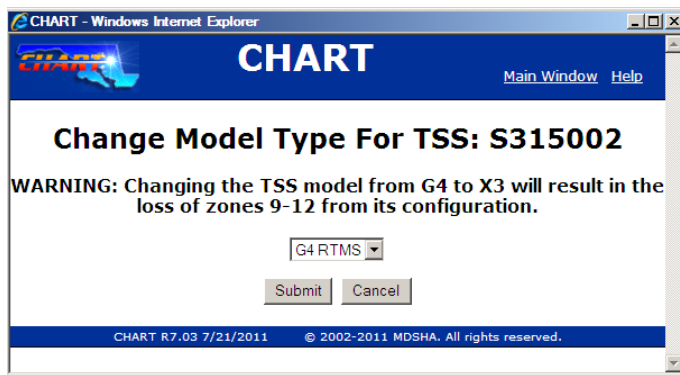 CHART - Windows Internet Explorer
CHART
CHART
Main Window Help
Change Model Type For TSS: S315002
WARNING: Changing the TSS model from G4 to X3 will result in the
loss of zones 9-12 from its configuration.
G4 RTMS
Submit Cancel
CHART R7.03 7/21/2011 © 2002-2011 MDSHA. All rights reserved.